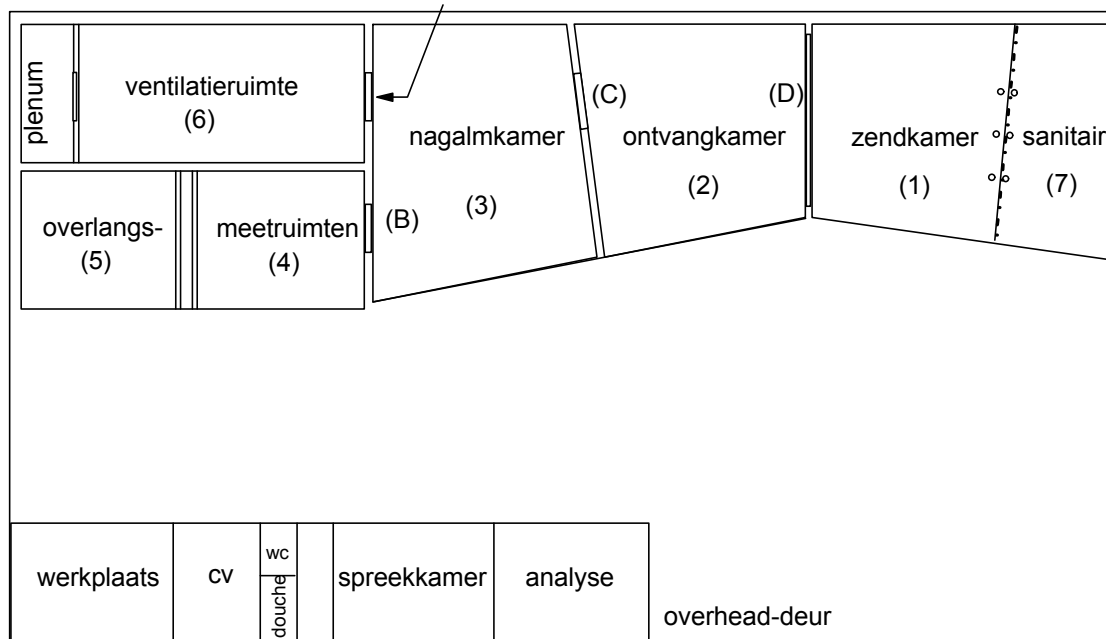 plenum
ventilatieruimte
(6)
nagalmkamer
(3)
(C)
ontvangkamer
(2)
(D)
zendkamer
(1)
sanitair
(7)
overlangs-
(5)
meetruimten
(4)
(B)
werkplaats
cv
wc
douche
spreekkamer
analyse
overhead-deur